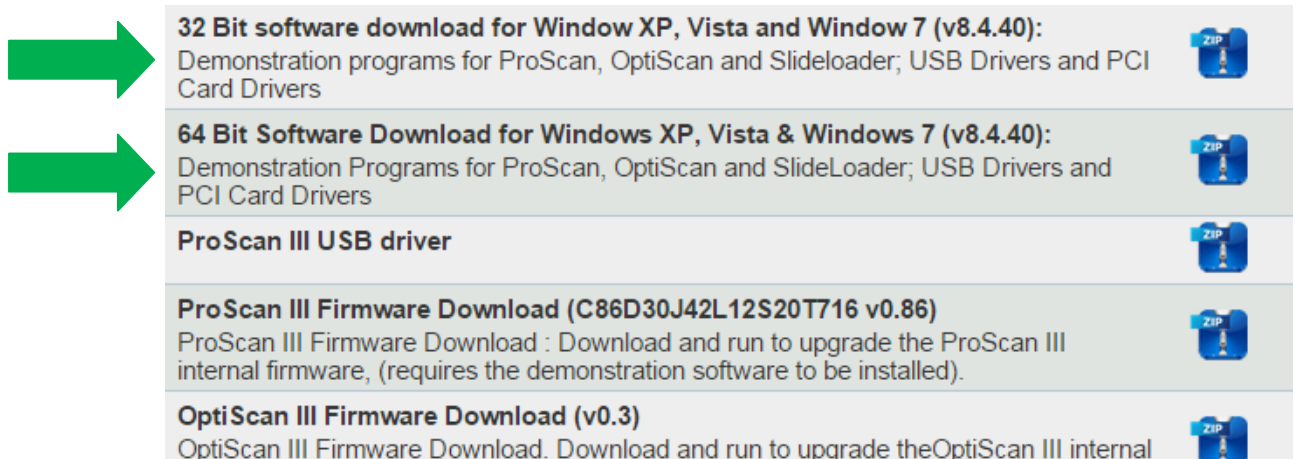 32 Bit software download for Window XP, Vista and Window 7 (v8.4.40):
ZIP
Demonstration programs for ProScan, OptiScan and Slideloader; USB Drivers and PCI
Card Drivers
64 Bit Software Download for Windows XP, Vista & Windows 7 (v8.4.40):
ZIP
Demonstration Programs for ProScan, OptiScan and SlideLoader; USB Drivers and
PCI Card Drivers
ProScan III USB driver
ZIP
ProScan III Firmware Download (C86D30J42L12S20T716 v0.86)
ZIP
ProScan III Firmware Download : Download and run to upgrade the ProScan III
internal firmware, (requires the demonstration software to be installed).
OptiScan III Firmware Download (v0.3)
ZIP
OptiScan III Firmware Download. Download and run to upgrade theOptiScan III internal